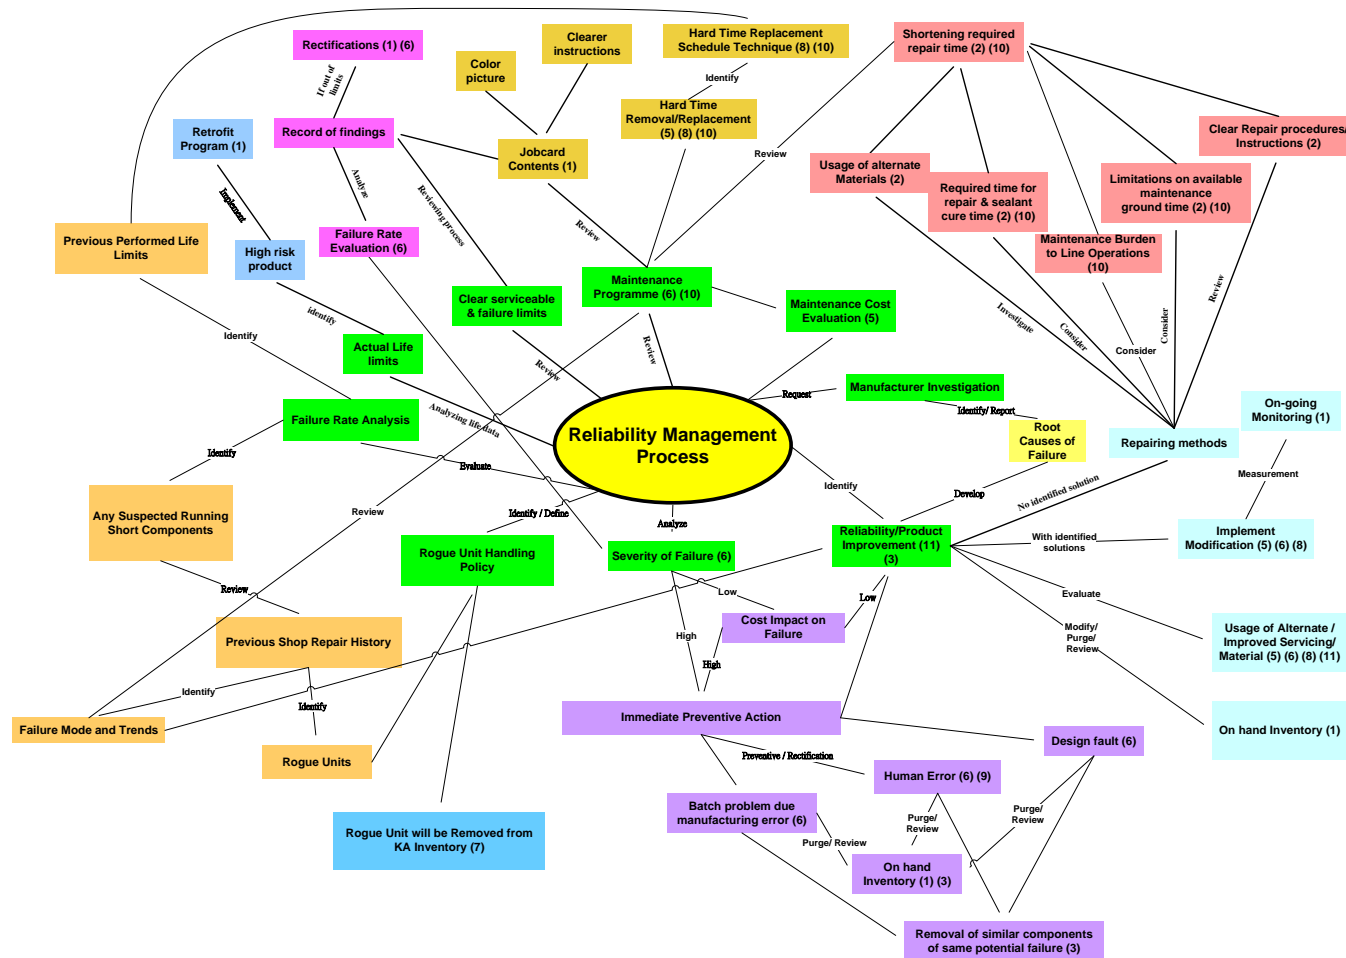 Rectifications (1) (6)
Clearer
instructions
Hard Time Replacement
Schedule Technique (8) (10)
Shortening required
repair time (2) (10)
Color
picture
If out of
limits
Identify
Retrofit
Program (1)
Record of findings
Jobcard
Contents (1)
Hard Time
Removal/Replacement
(5) (8) (10)
Review
Clear Repair procedures/
Instructions (2)
Usage of alternate
Materials (2)
Required time for
repair & sealant
cure time (2) (10)
Limitations on available
maintenance
ground time (2) (10)
Analyze
Implement
Reviewing process
Review
Previous Performed Life
Limits
High risk
product
Failure Rate
Evaluation (6)
Maintenance Burden
to Line Operations
(10)
Maintenance
Programme (6) (10)
Clear serviceable
& failure limits
Maintenance Cost
Evaluation (5)
identify
Identify
Actual Life
limits
Review
Review
Investigate
Consider
Consider
Consider
Review
Manufacturer Investigation
Request
Identify/ Report
Failure Rate Analysis
Analyzing life data
Reliability Management
Process
Root
Causes of
Failure
Repairing methods
On-going
Monitoring (1)
Identify
Evaluate
Identify
Develop
No identified solution
Measurement
Any Suspected Running
Short Components
Review
Identify / Define
Analyze
Rogue Unit Handling
Policy
Severity of Failure (6)
Reliability/Product
Improvement (11)
(3)
With identified
solutions
Implement
Modification (5) (6) (8)
Review
Low
Low
Evaluate
Cost Impact on
Failure
High
High
Modify/
Purge/
Review
Usage of Alternate /
Improved Servicing/
Material (5) (6) (8) (11)
Previous Shop Repair History
Identify
Identify
Failure Mode and Trends
Rogue Units
Immediate Preventive Action
Design fault (6)
On hand Inventory (1)
Preventive / Rectification
Human Error (6) (9)
Batch problem due
manufacturing error (6)
Purge/
Review
Purge/
Review
Rogue Unit will be Removed from
KA Inventory (7)
Purge/ Review
On hand
Inventory (1) (3)
Removal of similar components
of same potential failure (3)